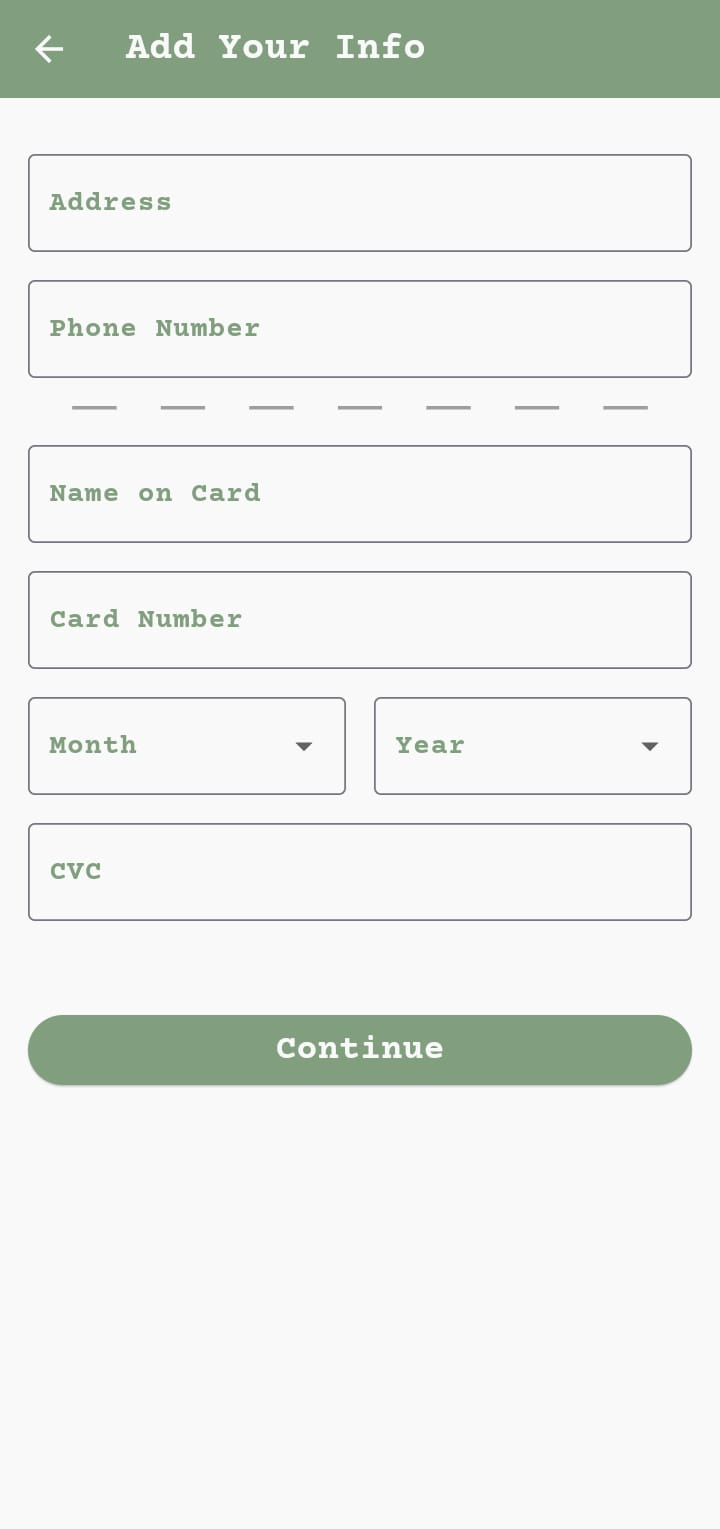 Add Your Info
Address
Phone Number
Name on Card
Card Number
Month Year
CVC
Continue